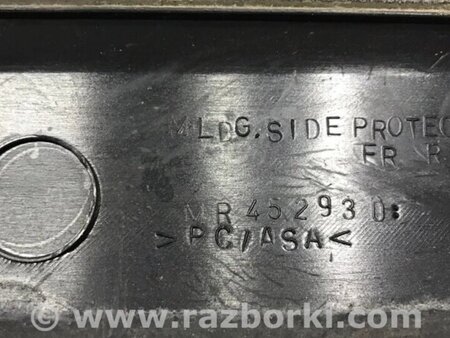 MLDG.SIDE PROTEC
FR R
MR452930:
>PC/ASA<
www.razborki.com